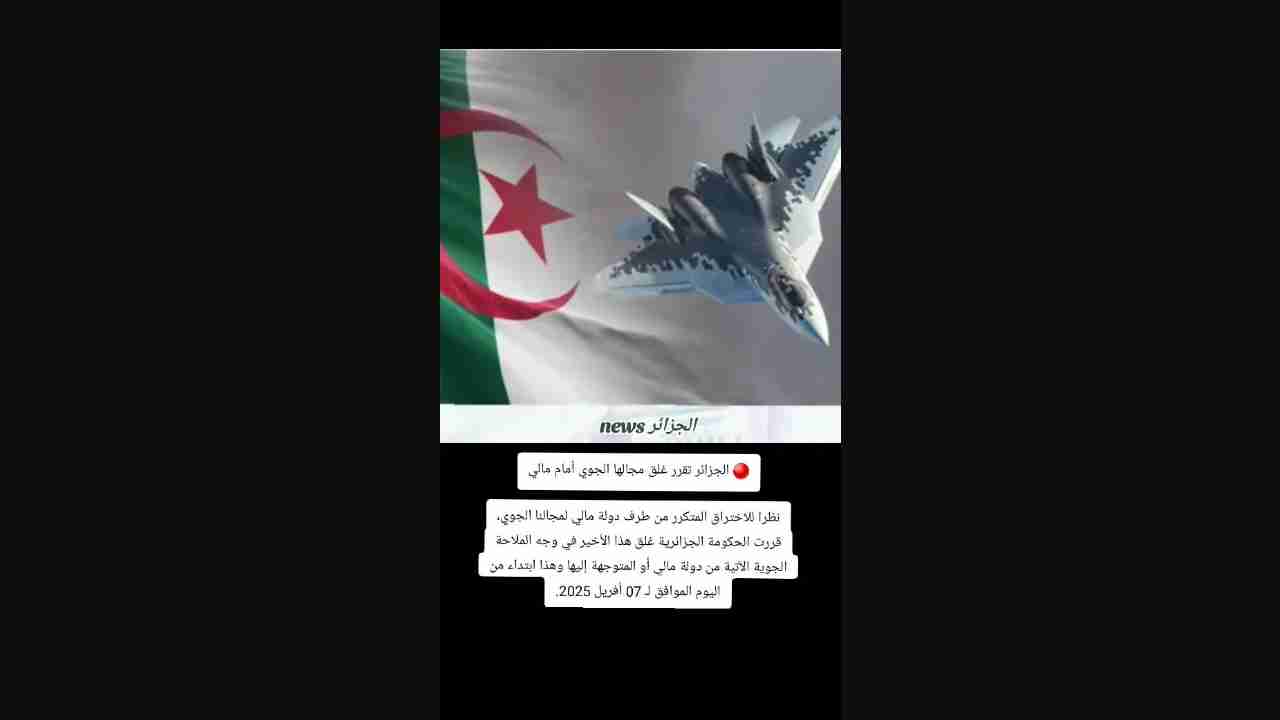 الجزائر news
🔴 الجزائر تقرر غلق مجالها الجوي أمام مالي
نظرا للاختراق المتكرر من طرف دولة مالي لمجالنا الجوي،
قررت الحكومة الجزائرية غلق هذا الأخير في وجه الملاحة
الجوية الآتية من دولة مالي أو المتوجهة إليها وهذا ابتداء من
اليوم الموافق لـ 07 أفريل 2025.